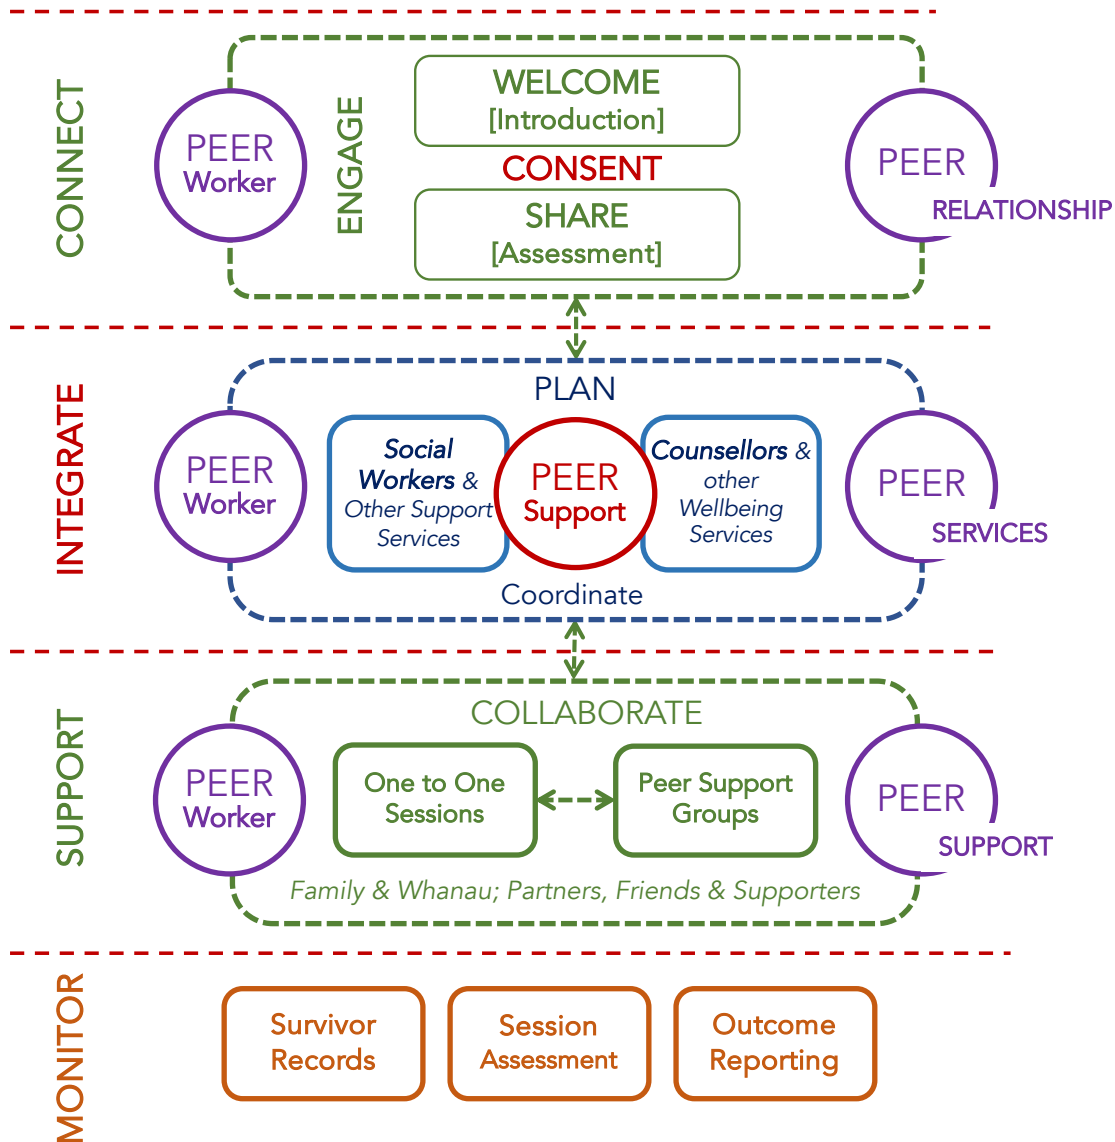 CONNECT
PEER
Worker
ENGAGE
WELCOME
[Introduction]
CONSENT
SHARE
[Assessment]
PEER
RELATIONSHIP
INTEGRATE
PEER
Worker
PLAN
Social
Workers &
Other Support
Services
PEER
Support
Counsellors &
other
Wellbeing
Services
Coordinate
PEER
SERVICES
SUPPORT
PEER
Worker
COLLABORATE
One to One
Sessions
Peer Support
Groups
Family & Whanau; Partners, Friends & Supporters
PEER
SUPPORT
MONITOR
Survivor
Records
Session
Assessment
Outcome
Reporting